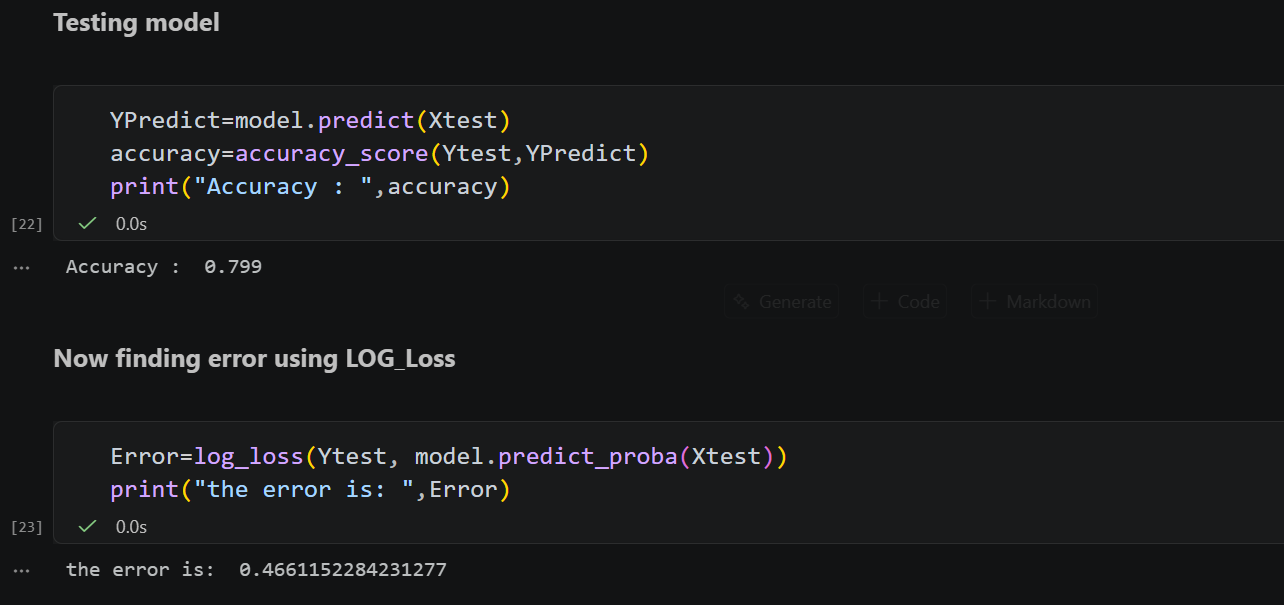 Testing model
YPredict=model.predict(Xtest)
accuracy=accuracy_score(Ytest,YPredict)
print("Accuracy : ",accuracy)
[22]
0.0s
... Accuracy :  0.799
Generate + Code + Markdown
Now finding error using LOG_Loss
Error=log_loss(Ytest, model.predict_proba(Xtest))
print("the error is: ",Error)
[23]
0.0s
... the error is:  0.4661152284231277